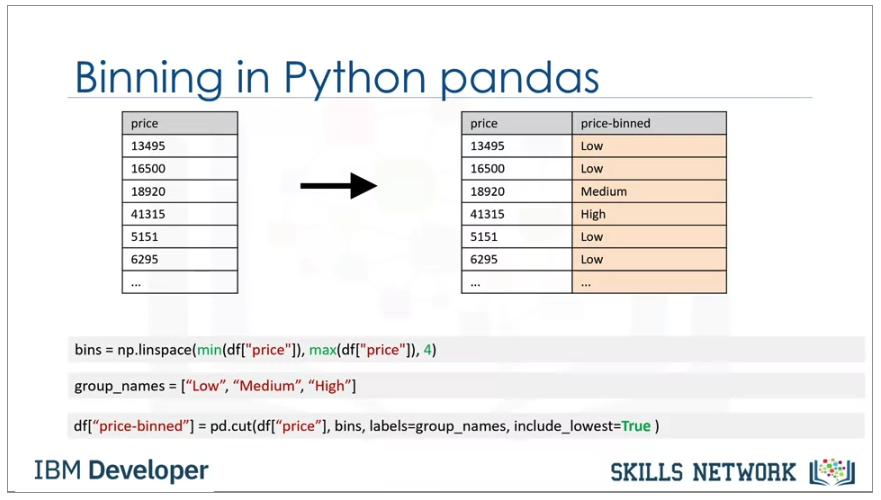 Binning in Python pandas
price
13495
16500
18920
41315
5151
6295
...
price price-binned
13495 Low
16500 Low
18920 Medium
41315 High
5151 Low
6295 Low
... ...
bins = np.linspace(min(df["price"]), max(df["price"]), 4)
group_names = [“Low”, “Medium”, “High”]
df[“price-binned”] = pd.cut(df[“price”], bins, labels=group_names, include_lowest=True )
IBM Developer
SKILLS NETWORK